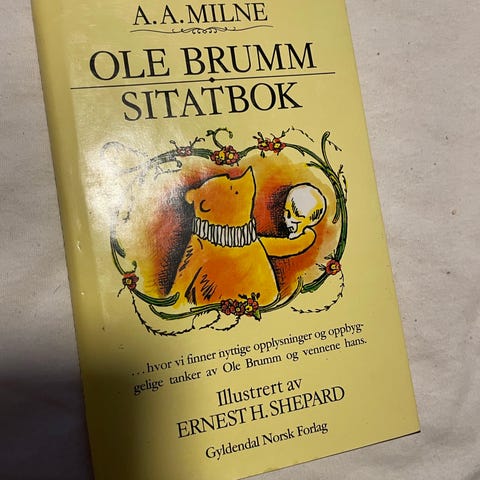 A. A. MILNE
OLE BRUMM
SITATBOK
...hvor vi finner nyttige opplysninger og oppbyg-
gelige tanker av Ole Brumm og vennene hans.
Illustrert av
ERNEST H. SHEPARD
Gyldendal Norsk Forlag